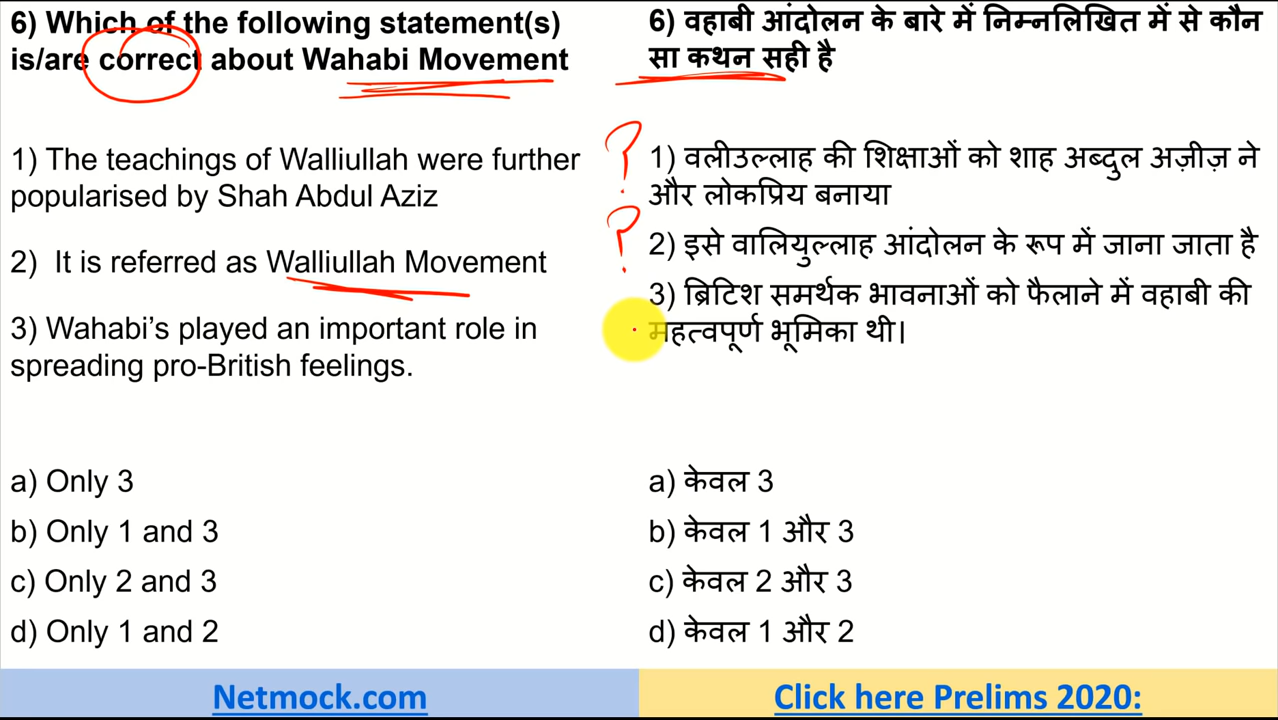 6) Which of the following statement(s)
is/are correct about Wahabi Movement
1) The teachings of Walliullah were further
popularised by Shah Abdul Aziz
2) It is referred as Walliullah Movement
3) Wahabi's played an important role in
spreading pro-British feelings.
a) Only 3
b) Only 1 and 3
c) Only 2 and 3
d) Only 1 and 2
6) वहाबी आंदोलन के बारे में निम्नलिखित में से कौन
सा कथन सही है
1) वलीउल्लाह की शिक्षाओं को शाह अब्दुल अज़ीज़ ने
और लोकप्रिय बनाया
2) इसे वालियुल्लाह आंदोलन के रूप में जाना जाता है
3) ब्रिटिश समर्थक भावनाओं को फैलाने में वहाबी की
महत्वपूर्ण भूमिका थी।
a) केवल 3
b) केवल 1 और 3
c) केवल 2 और 3
d) केवल 1 और 2
? 
?
Netmock.com
Click here Prelims 2020: